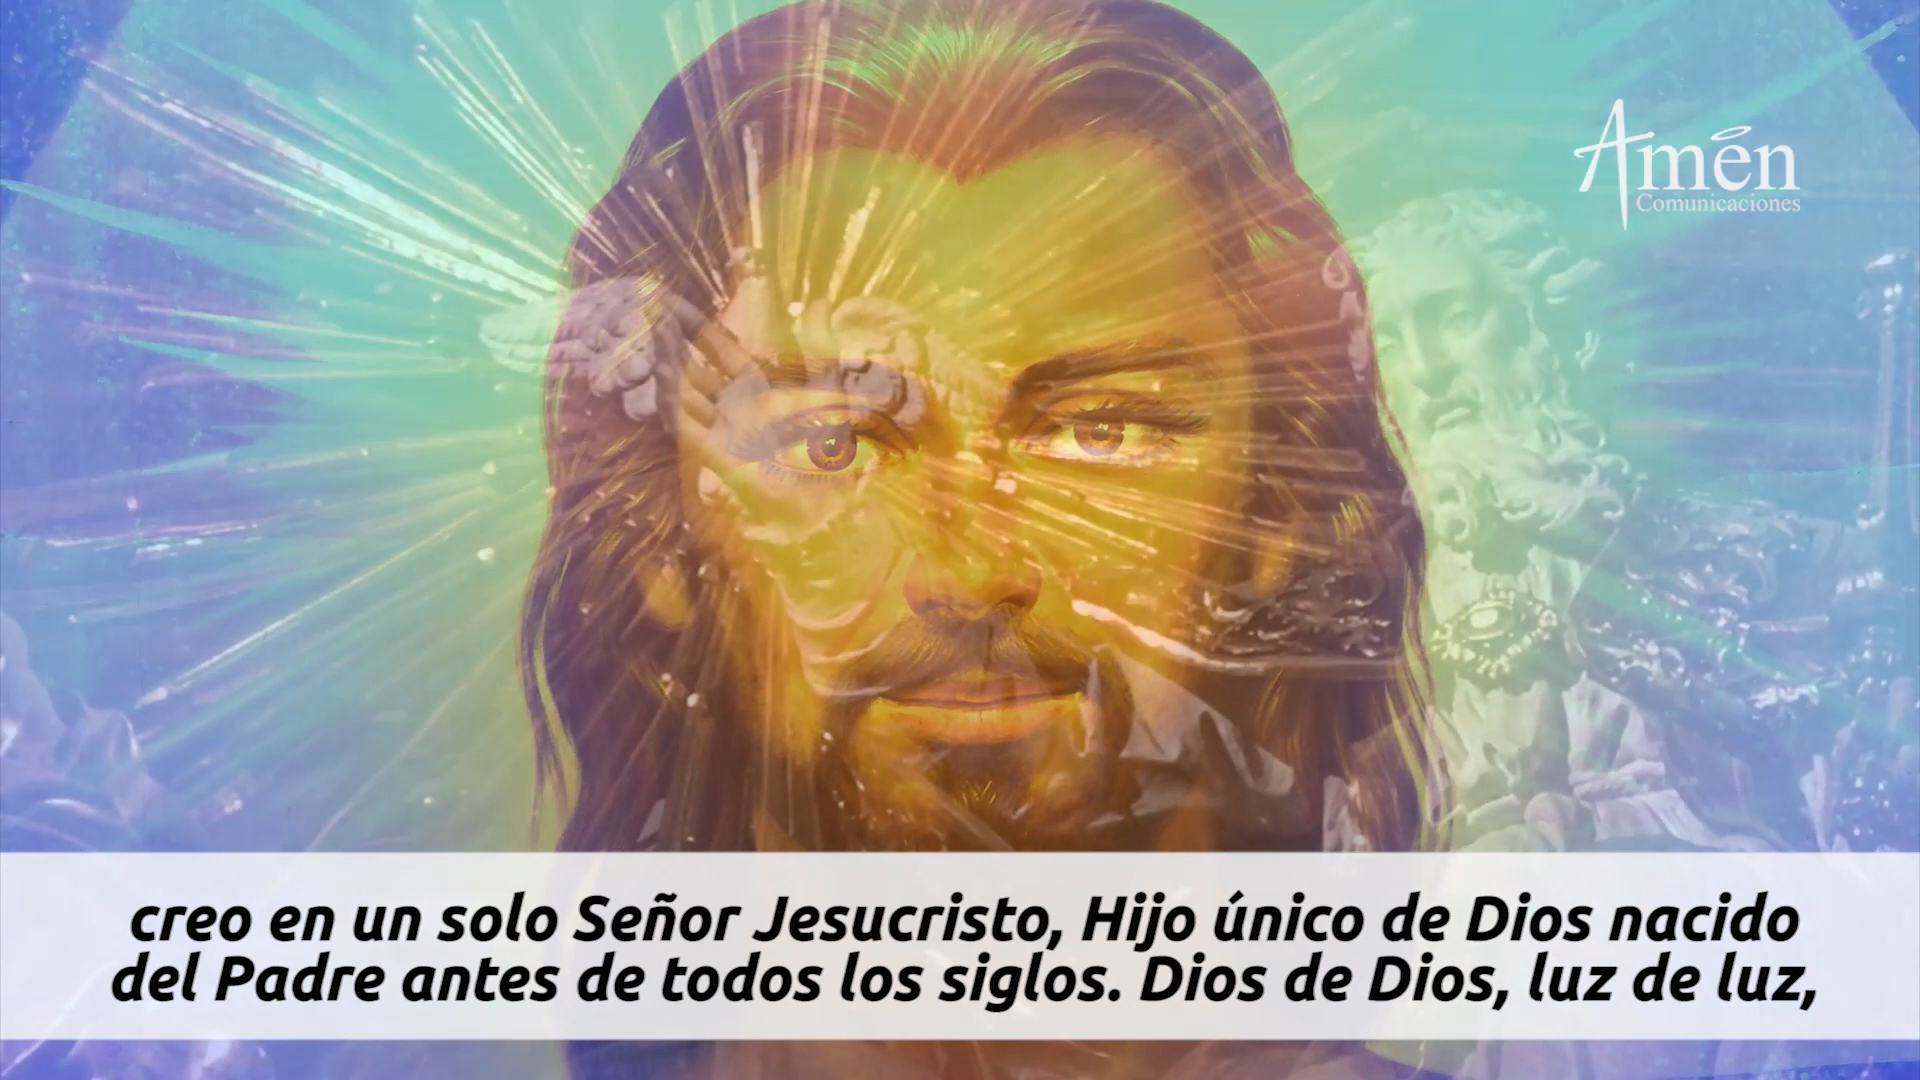 Amén
Comunicaciones
creo en un solo Señor Jesucristo, Hijo único de Dios nacido
del Padre antes de todos los siglos. Dios de Dios, luz de luz,